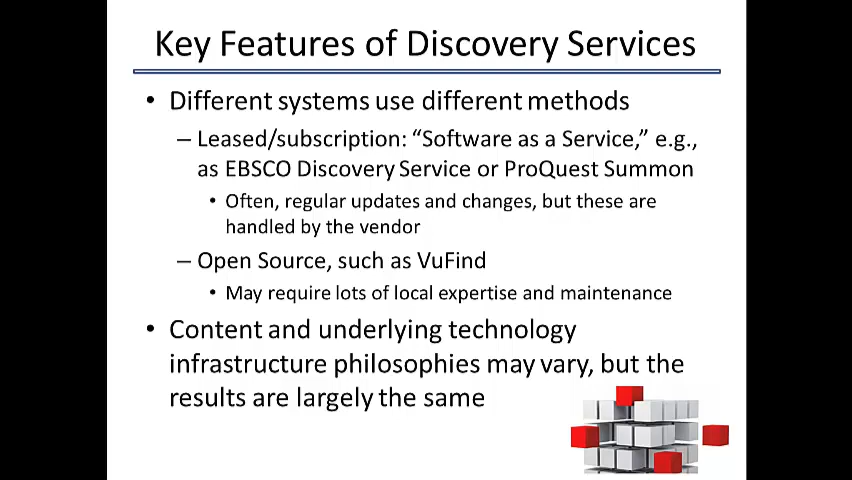 Key Features of Discovery Services
• Different systems use different methods
– Leased/subscription: “Software as a Service,” e.g.,
as EBSCO Discovery Service or ProQuest Summon
• Often, regular updates and changes, but these are
handled by the vendor
– Open Source, such as VuFind
• May require lots of local expertise and maintenance
• Content and underlying technology
infrastructure philosophies may vary, but the
results are largely the same